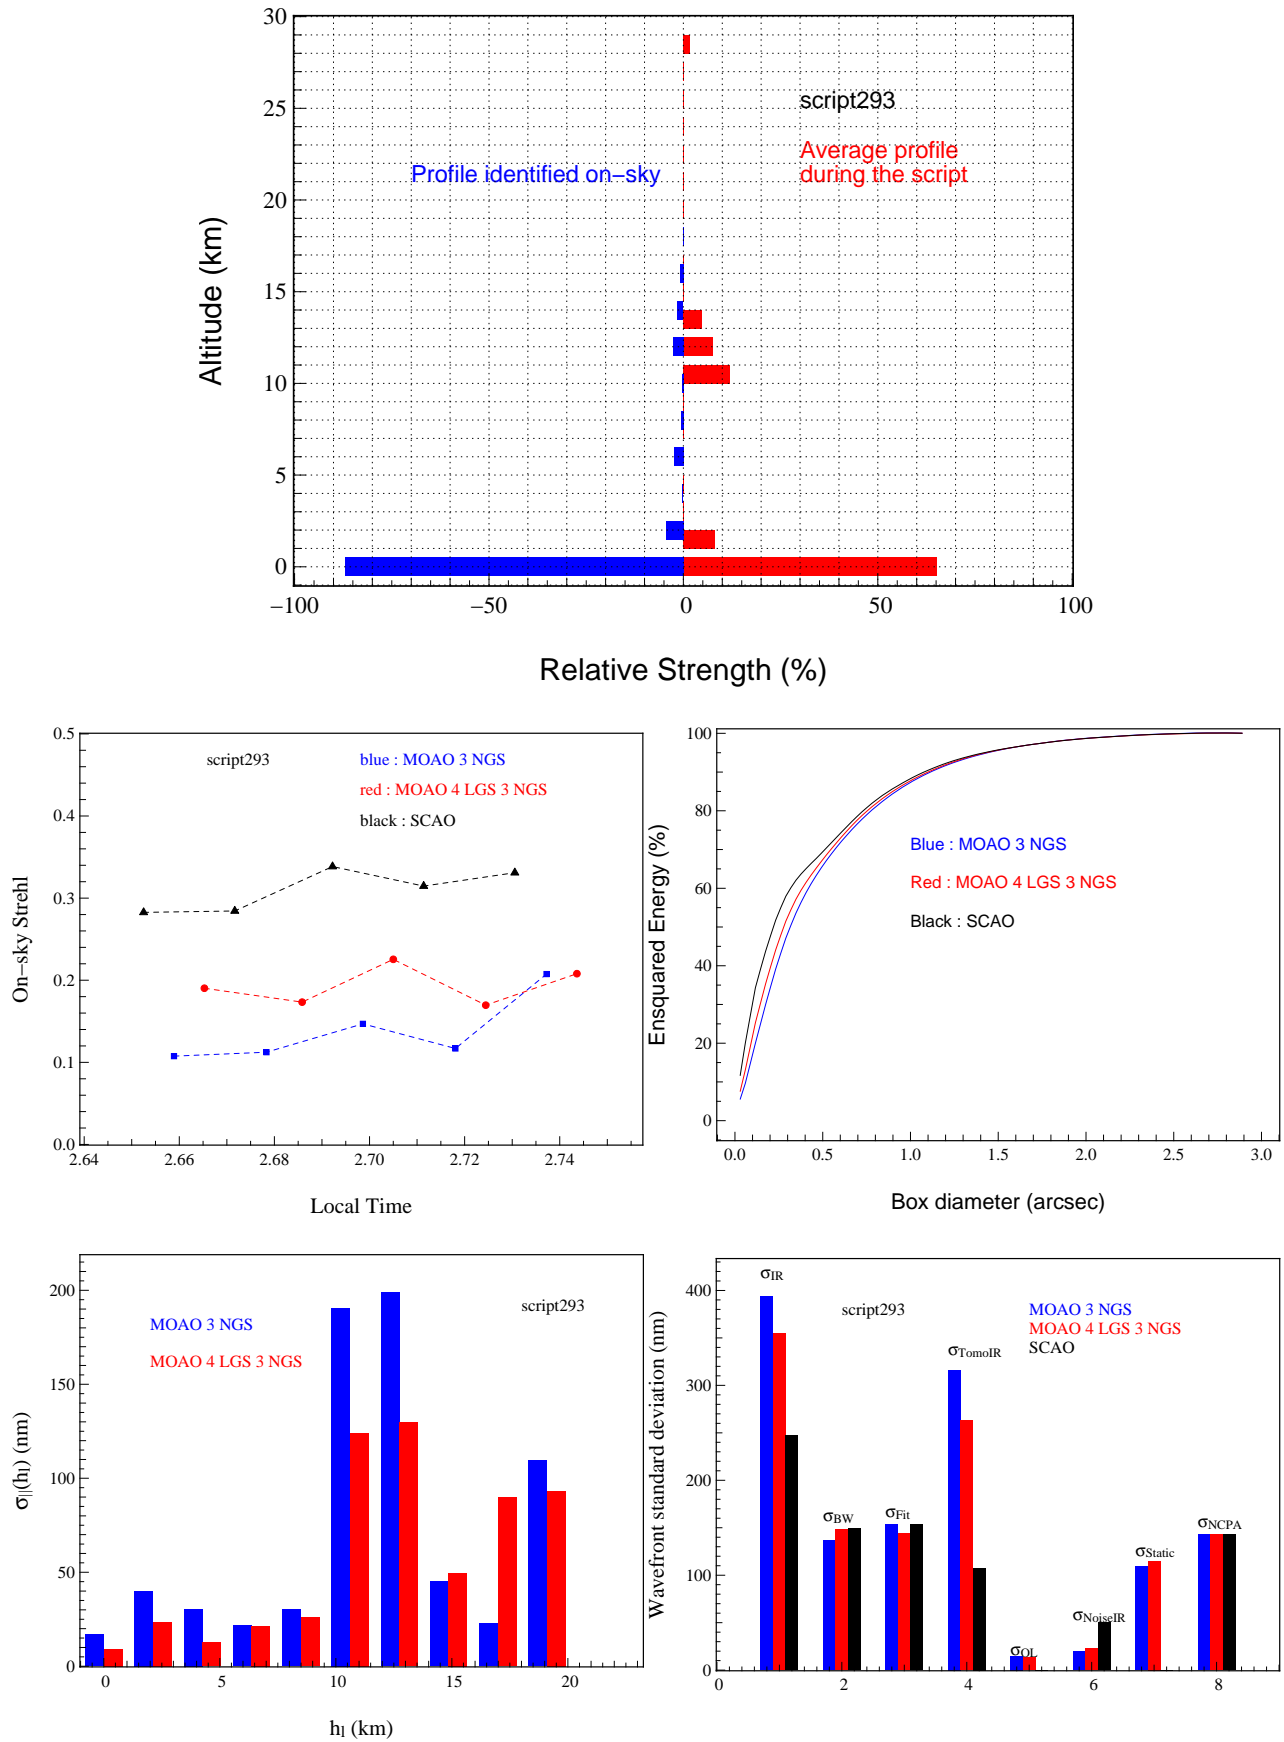 30
25
20
15
10
5
0
Altitude (km)
script293
Average profile
during the script
Profile identified on−sky
−100
−50
0
50
100
Relative Strength (%)
0.5
0.4
0.3
0.2
0.1
0.0
On−sky Strehl
script293
blue : MOAO 3 NGS
red : MOAO 4 LGS 3 NGS
black : SCAO
2.64
2.66
2.68
2.70
2.72
2.74
Local Time
100
80
60
40
20
0
Ensquared Energy (%)
Blue : MOAO 3 NGS
Red : MOAO 4 LGS 3 NGS
Black : SCAO
0.0
0.5
1.0
1.5
2.0
2.5
3.0
Box diameter (arcsec)
200
150
100
50
0
σ||(hl) (nm)
script293
MOAO 3 NGS
MOAO 4 LGS 3 NGS
0
5
10
15
20
hl (km)
400
300
200
100
0
Wavefront standard deviation (nm)
σIR
script293
MOAO 3 NGS
MOAO 4 LGS 3 NGS
SCAO
σTomoIR
σBW
σFit
σOL
σNoiseIR
σStatic
σNCPA
0
2
4
6
8